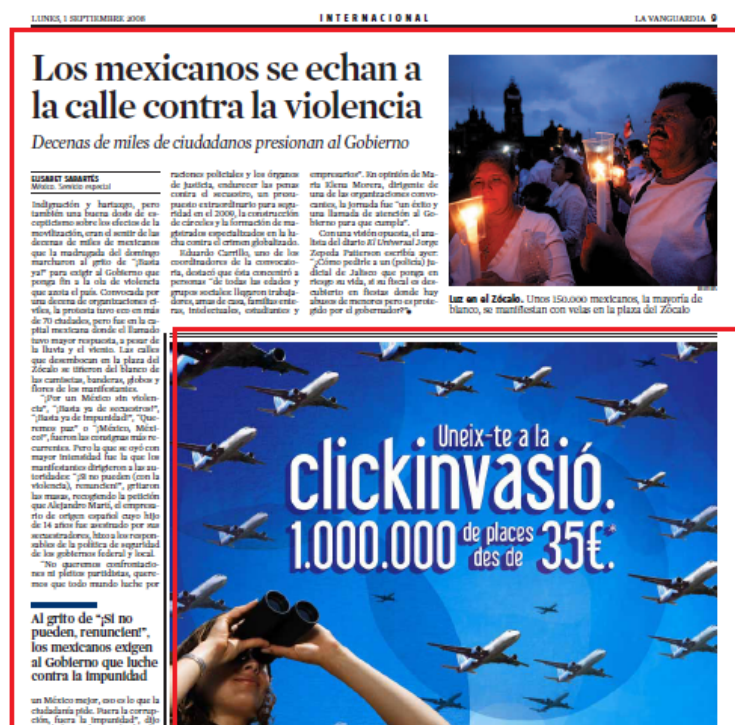 LUNES, 1 SEPTIEMBRE 2008
INTERNACIONAL
LA VANGUARDIA 9
Los mexicanos se echan a
la calle contra la violencia
Decenas de miles de ciudadanos presionan al Gobierno
ELISABET SABARTÉS
México. Servicio especial
Indignación y hartazgo, pero
también una buena dosis de es-
cepticismo sobre los efectos de la
movilización, eran el sentir de las
decenas de miles de mexicanos
que la madrugada del domingo
marcharon al grito de "¡Basta
ya!" para exigir al Gobierno que
ponga fin a la ola de violencia
que azota el país. Convocada por
una decena de organizaciones ci-
viles, la protesta tuvo eco en más
de 70 ciudades, pero fue en la ca-
pital mexicana donde el llamado
tuvo mayor respuesta, a pesar de
la lluvia y el viento. Las calles
que desembocan en la plaza del
Zócalo se tiñeron del blanco de
las camisetas, banderas, globos y
flores de los manifestantes.
"¡Por un México sin violen-
cia", "¡Basta ya de secuestros!",
"¡Basta ya de impunidad!", "Que-
remos paz" o "¡México, Méxi-
co!", fueron las consignas más re-
currentes. Pero la que se oyó con
mayor intensidad fue la que los
manifestantes dirigieron a las au-
toridades: "¡Si no pueden (con la
violencia), renuncien!", gritaron
las masas, recogiendo la petición
que Alejandro Martí, el empresa-
rio de origen español cuyo hijo
de 14 años fue asesinado por sus
secuestradores, hizo a los respon-
sables de la política de seguridad
de los gobiernos federal y local.
"No queremos confrontacio-
nes ni pleitos partidistas, quere-
mos que todo mundo luche por
Al grito de "¡Si no
pueden, renuncien!",
los mexicanos exigen
al Gobierno que luche
contra la impunidad
un México mejor, eso es lo que la
ciudadanía pide. Fuera la corrup-
ción, fuera la impunidad", dijo
raciones policiales y los órganos
de justicia, endurecer las penas
contra el secuestro, un presu-
puesto extraordinario para segu-
ridad en el 2009, la construcción
de cárceles y la formación de ma-
gistrados especializados en la lu-
cha contra el crimen globalizado.
Eduardo Carrillo, uno de los
coordinadores de la convocato-
ria, destacó que ésta concentró a
personas "de todas las edades y
grupos sociales: llegaron trabaja-
dores, amas de casa, familias ente-
ras, intelectuales, estudiantes y
empresarios". En opinión de Ma-
ría Elena Morera, dirigente de
una de las organizaciones convo-
cantes, la jornada fue "un éxito y
una llamada de atención al Go-
bierno para que cumpla".
Con una visión opuesta, el ana-
lista del diario El Universal Jorge
Zepeda Patterson escribía ayer:
"¿Cómo pedirle a un (policía) ju-
dicial de Jalisco que ponga en
riesgo su vida, si su fiscal es des-
cubierto en fiestas donde hay
abusos de menores pero es prote-
gido por el gobernador?"
Luz en el Zócalo. Unos 150.000 mexicanos, la mayoría de
blanco, se manifiestan con velas en la plaza del Zócalo
Uneix-te a la
clickinvasió.
1.000.000 de places
des de 35€.*